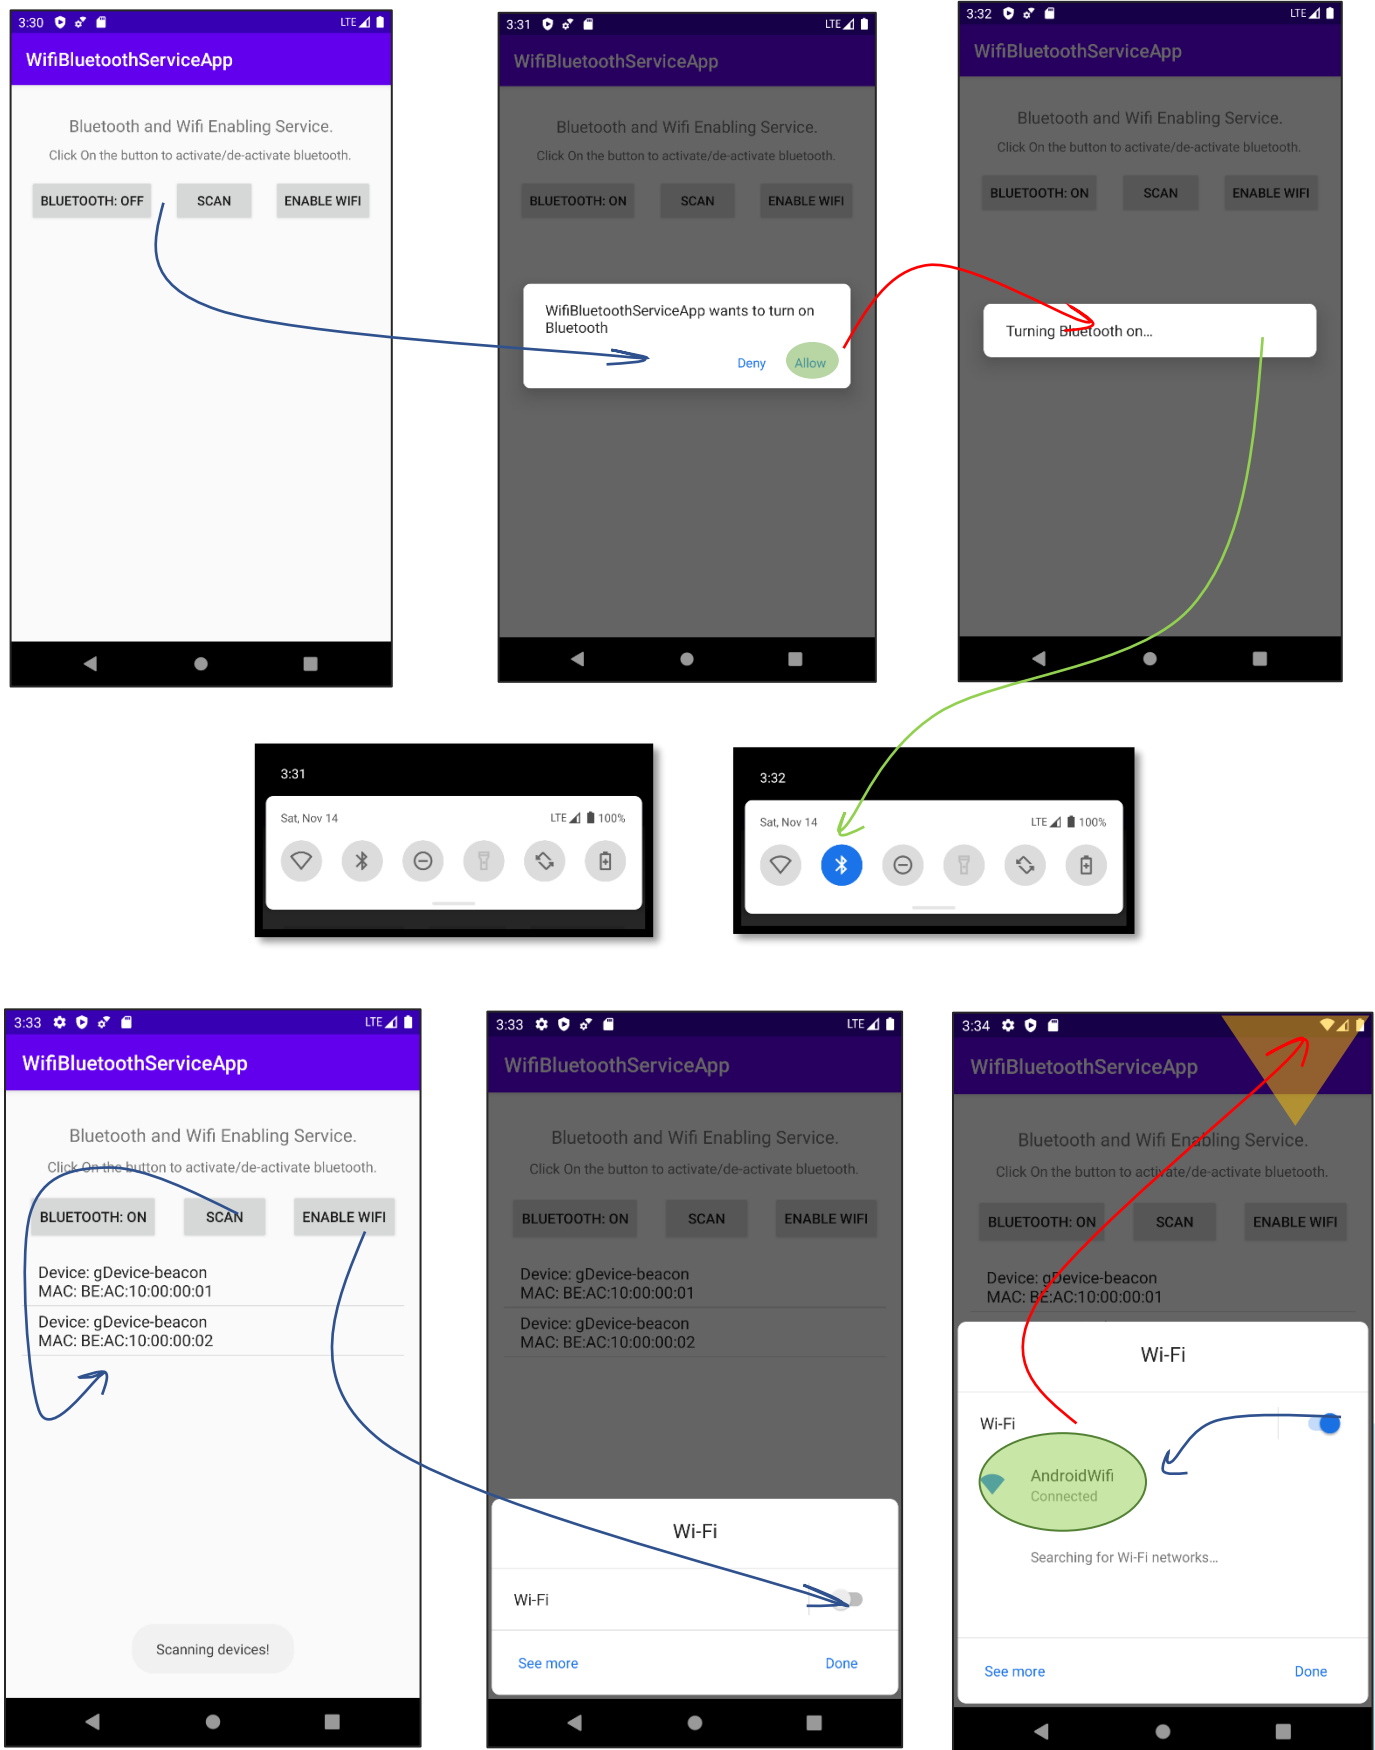 3:30
LTE
WifiBluetoothServiceApp
Bluetooth and Wifi Enabling Service.
Click On the button to activate/de-activate bluetooth.
BLUETOOTH: OFF
SCAN
ENABLE WIFI
3:31
LTE
WifiBluetoothServiceApp
Bluetooth and Wifi Enabling Service.
Click On the button to activate/de-activate bluetooth.
BLUETOOTH: ON
SCAN
ENABLE WIFI
WifiBluetoothServiceApp wants to turn on
Bluetooth
Deny
Allow
3:32
LTE
WifiBluetoothServiceApp
Bluetooth and Wifi Enabling Service.
Click On the button to activate/de-activate bluetooth.
BLUETOOTH: ON
SCAN
ENABLE WIFI
Turning Bluetooth on...
3:31
Sat, Nov 14
LTE
100%
3:32
Sat, Nov 14
LTE
100%
3:33
LTE
WifiBluetoothServiceApp
Bluetooth and Wifi Enabling Service.
Click On the button to activate/de-activate bluetooth.
BLUETOOTH: ON
SCAN
ENABLE WIFI
Device: gDevice-beacon
MAC: BE:AC:10:00:00:01
Device: gDevice-beacon
MAC: BE:AC:10:00:00:02
Scanning devices!
3:33
LTE
WifiBluetoothServiceApp
Bluetooth and Wifi Enabling Service.
Click On the button to activate/de-activate bluetooth.
BLUETOOTH: ON
SCAN
ENABLE WIFI
Device: gDevice-beacon
MAC: BE:AC:10:00:00:01
Device: gDevice-beacon
MAC: BE:AC:10:00:00:02
Wi-Fi
Wi-Fi
See more
Done
3:34
WifiBluetoothServiceApp
Bluetooth and Wifi Enabling Service.
Click On the button to activate/de-activate bluetooth.
BLUETOOTH: ON
SCAN
ENABLE WIFI
Device: gDevice-beacon
MAC: BE:AC:10:00:00:01
Wi-Fi
Wi-Fi
AndroidWifi
Connected
Searching for Wi-Fi networks...
See more
Done